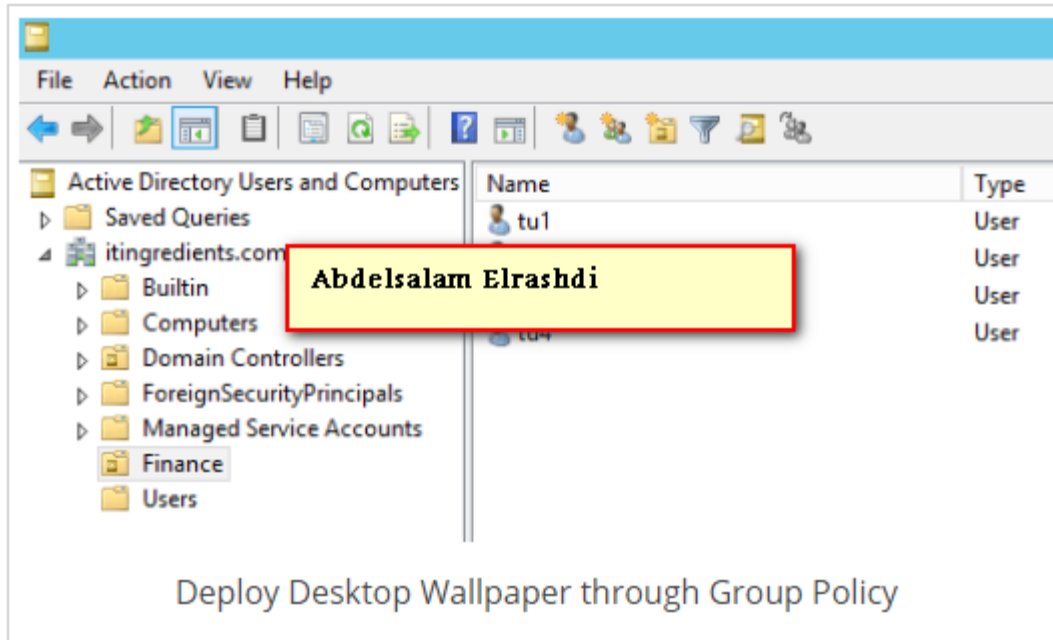 File Action View Help
Active Directory Users and Computers
Saved Queries
itingredients.com
Builtin
Computers
Domain Controllers
ForeignSecurityPrincipals
Managed Service Accounts
Finance
Users
Name Type
tu1 User
User
User
tu4 User
Abdelsalam Elrashdi
Deploy Desktop Wallpaper through Group Policy